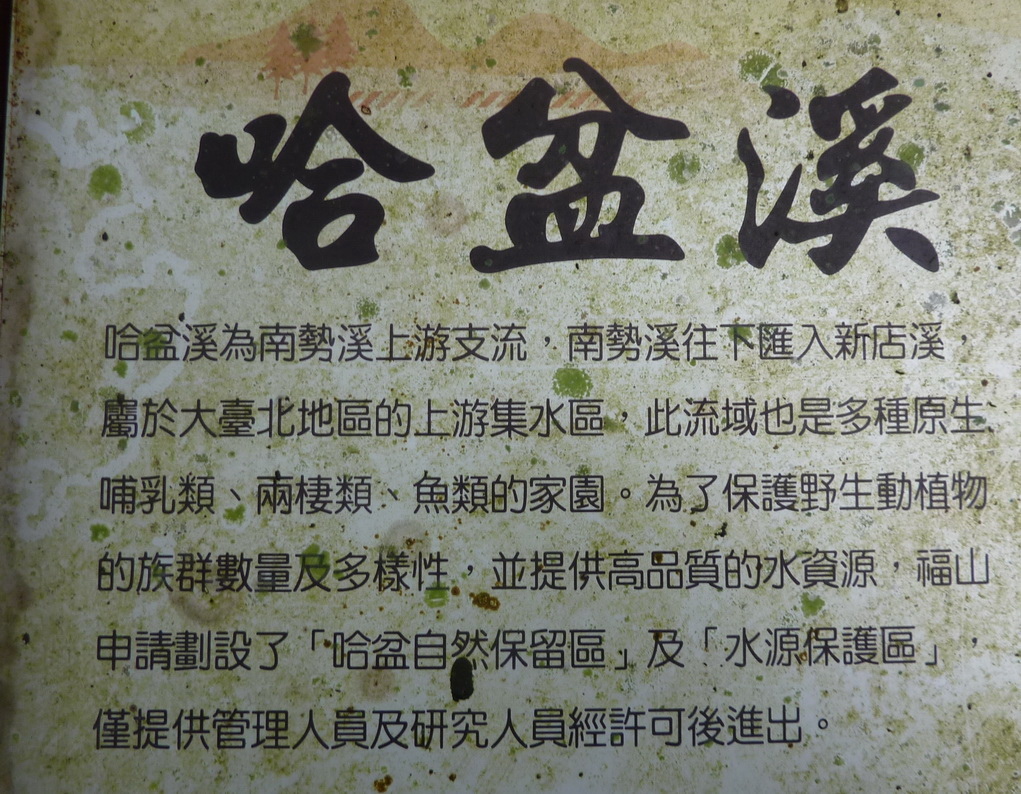 哈盆溪
哈盆溪為南勢溪上游支流，南勢溪往下匯入新店溪，
屬於大臺北地區的上游集水區，此流域也是多種原生
哺乳類、兩棲類、魚類的家園。為了保護野生動植物
的族群數量及多樣性，並提供高品質的水資源，福山
申請劃設了「哈盆自然保留區」及「水源保護區」，
僅提供管理人員及研究人員經許可後進出。